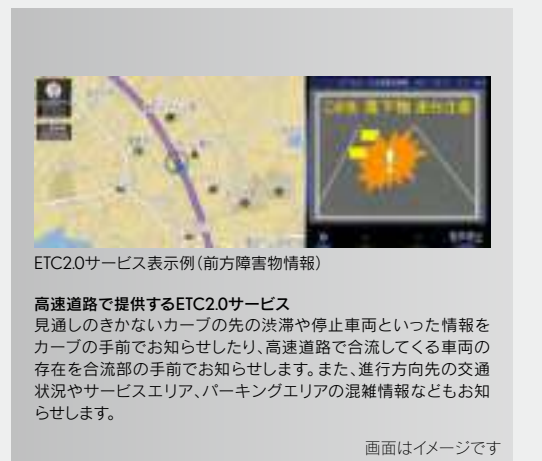 ETC2.0サービス表示例（前方障害物情報）
高速道路で提供するETC2.0サービス
見通しのきかないカーブの先の渋滞や停止車両といった情報を
カーブの手前でお知らせしたり、高速道路で合流してくる車両の
存在を合流部の手前でお知らせします。また、進行方向先の交通
状況やサービスエリア、パーキングエリアの混雑情報などもお知
らせします。
画面はイメージです